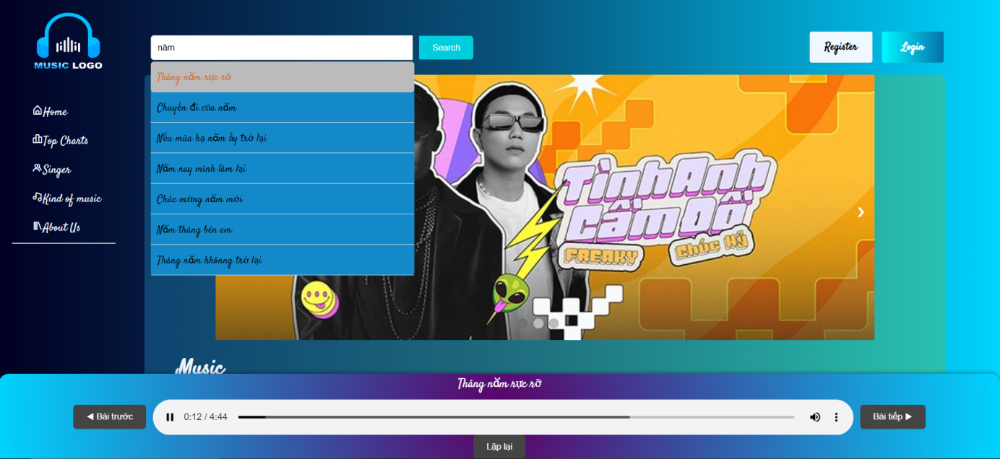 MUSIC LOGO
năm
Search
Register
Login
Home
Top Charts
Singer
Kind of music
About Us
Tháng năm rực rỡ
Chuyến đi của năm
Nếu mùa hạ năm ấy trở lại
Năm nay mình làm lại
Chúc mừng năm mới
Năm tháng bên em
Tháng năm khônng trở lại
Tình Anh
Cấm Đổi
FREAKY
Chúc Hỷ
Music
Tháng năm rực rỡ
◀ Bài trước
0:12 / 4:44
Bài tiếp ▶
Lặp lại